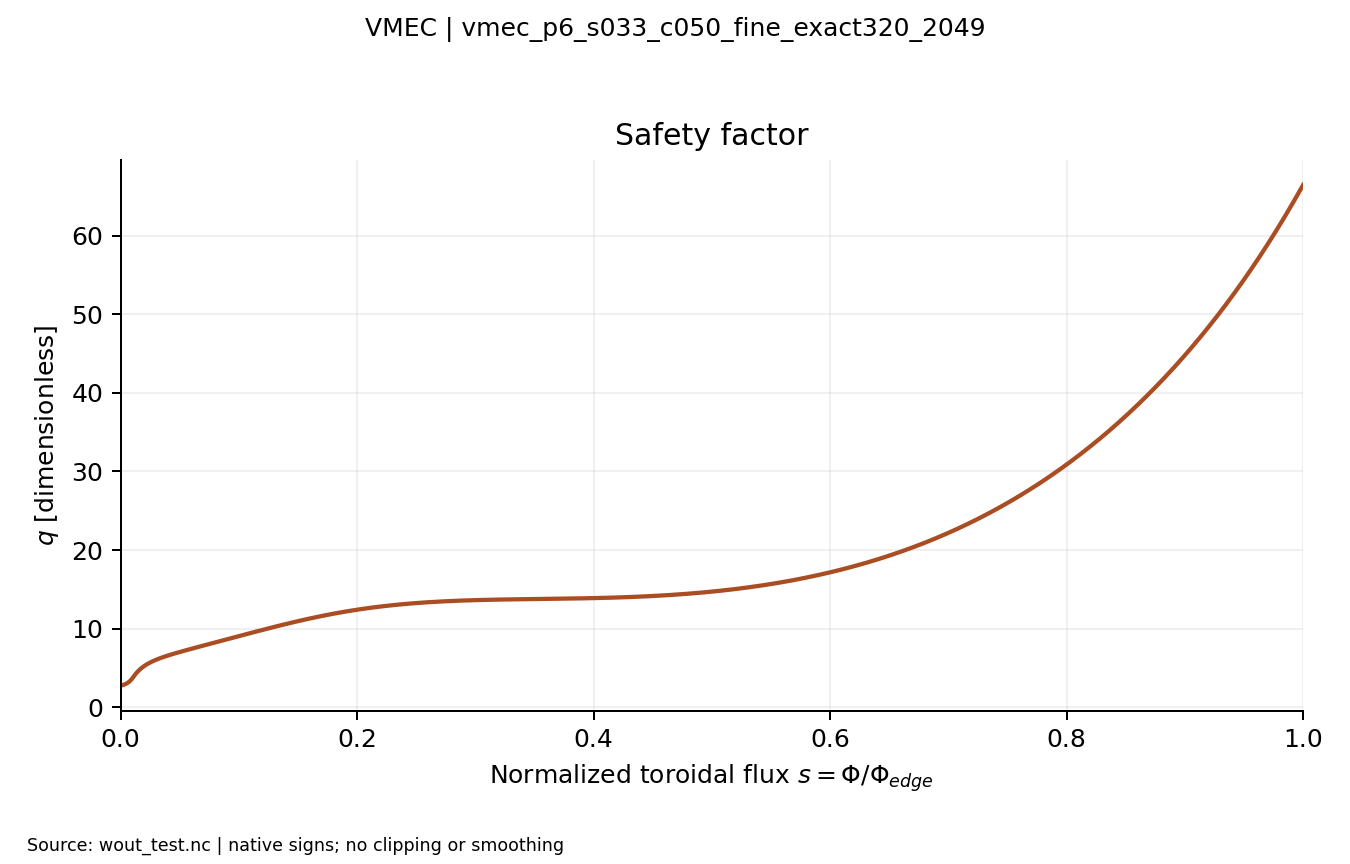 VMEC | vmec_p6_s033_c050_fine_exact320_2049
Safety factor
q [dimensionless]
60
50
40
30
20
10
0
0.0 0.2 0.4 0.6 0.8 1.0
Normalized toroidal flux s = Φ/Φedge
Source: wout_test.nc | native signs; no clipping or smoothing